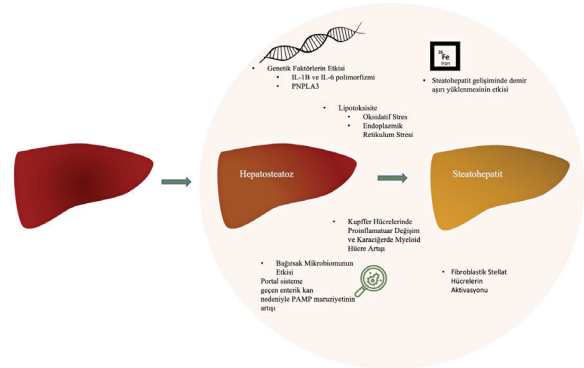 Genetik Faktörlerin Etkisi
IL-1B ve IL-6 polimorfizmi
PNPLA3
26
Fe
Iron
Steatohepatit gelişiminde demir
aşırı yüklenmesinin etkisi
Lipotoksisite
Oksidatif Stres
Endoplazmik
Retikulum Stresi
Hepatosteatoz
Steatohepatit
Kupffer Hücrelerinde
Proinflamatuar Değişim
ve Karaciğerde Myeloid
Hücre Artışı
Bağırsak Mikrobiomunun
Etkisi
Portal sisteme
geçen enterik kan
nedeniyle PAMP maruziyetinin
artışı
Fibroblastik Stellat
Hücrelerin
Aktivasyonu